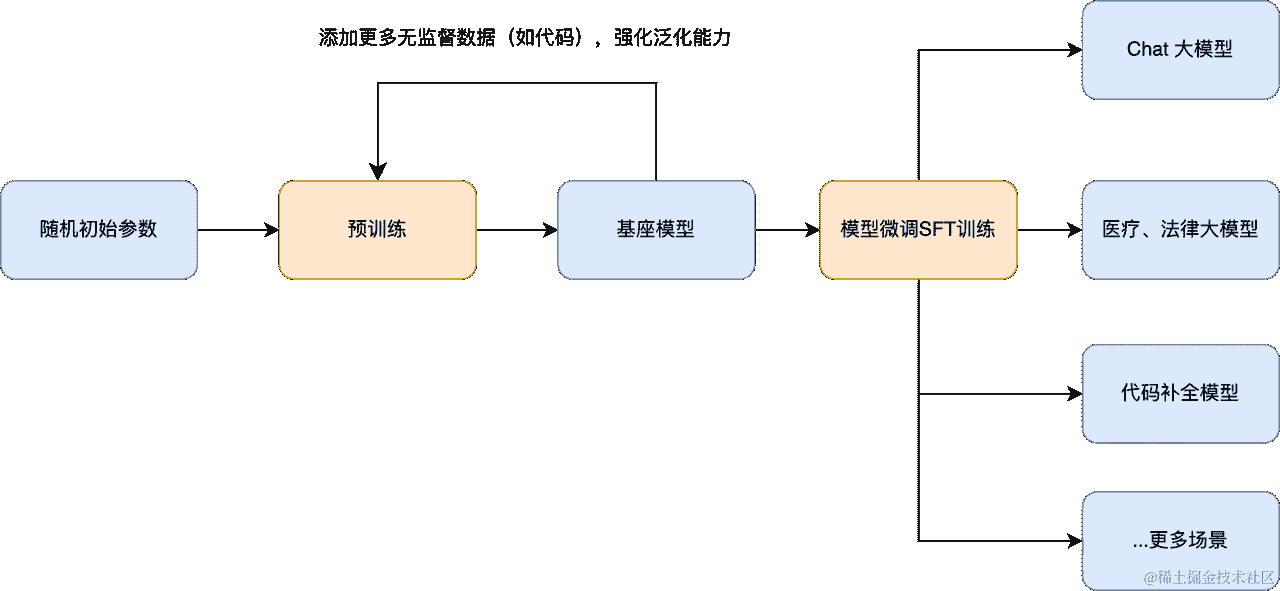 添加更多无监督数据（如代码），强化泛化能力
Chat 大模型
随机初始参数
预训练
基座模型
模型微调SFT训练
医疗、法律大模型
代码补全模型
...更多场景
@稀土掘金技术社区